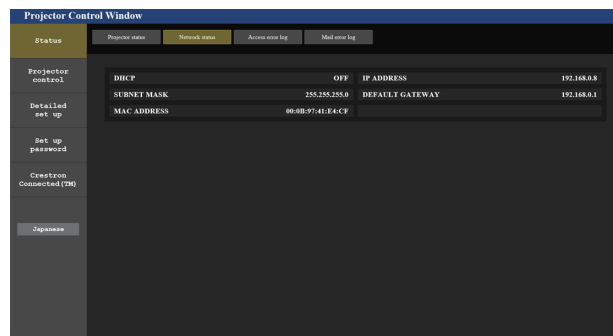 Projector Control Window
Status
Projector status
Network status
Access error log
Mail error log
Projector
control
Detailed
set up
Set up
password
Crestron
Connected(TM)
Japanese
DHCP OFF IP ADDRESS 192.168.0.8
SUBNET MASK 255.255.255.0 DEFAULT GATEWAY 192.168.0.1
MAC ADDRESS 00:0B:97:41:E4:CF